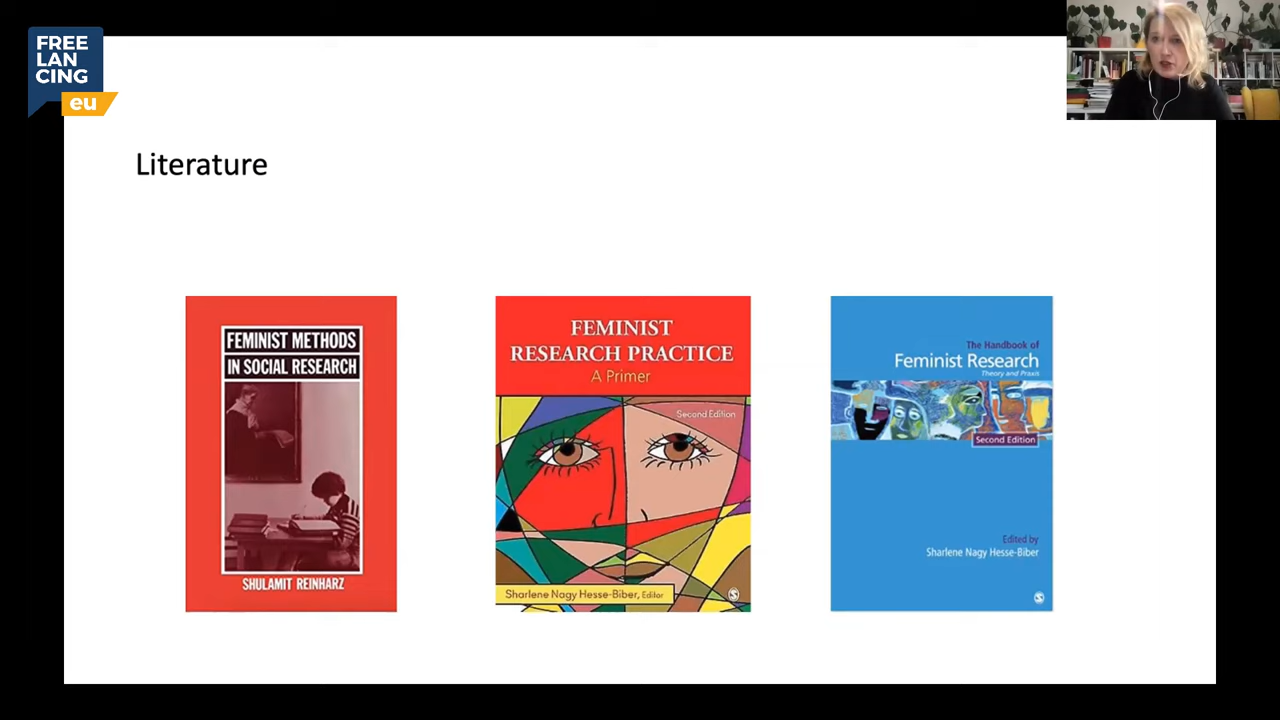 FREE
LAN
CING
eu
Literature
FEMINIST METHODS
IN SOCIAL RESEARCH
SHULAMIT REINHARZ
FEMINIST
RESEARCH PRACTICE
A Primer
Second Edition
Sharlene Nagy Hesse-Biber, Editor
The Handbook of
Feminist Research
Theory and Praxis
Second Edition
Edited by
Sharlene Nagy Hesse-Biber